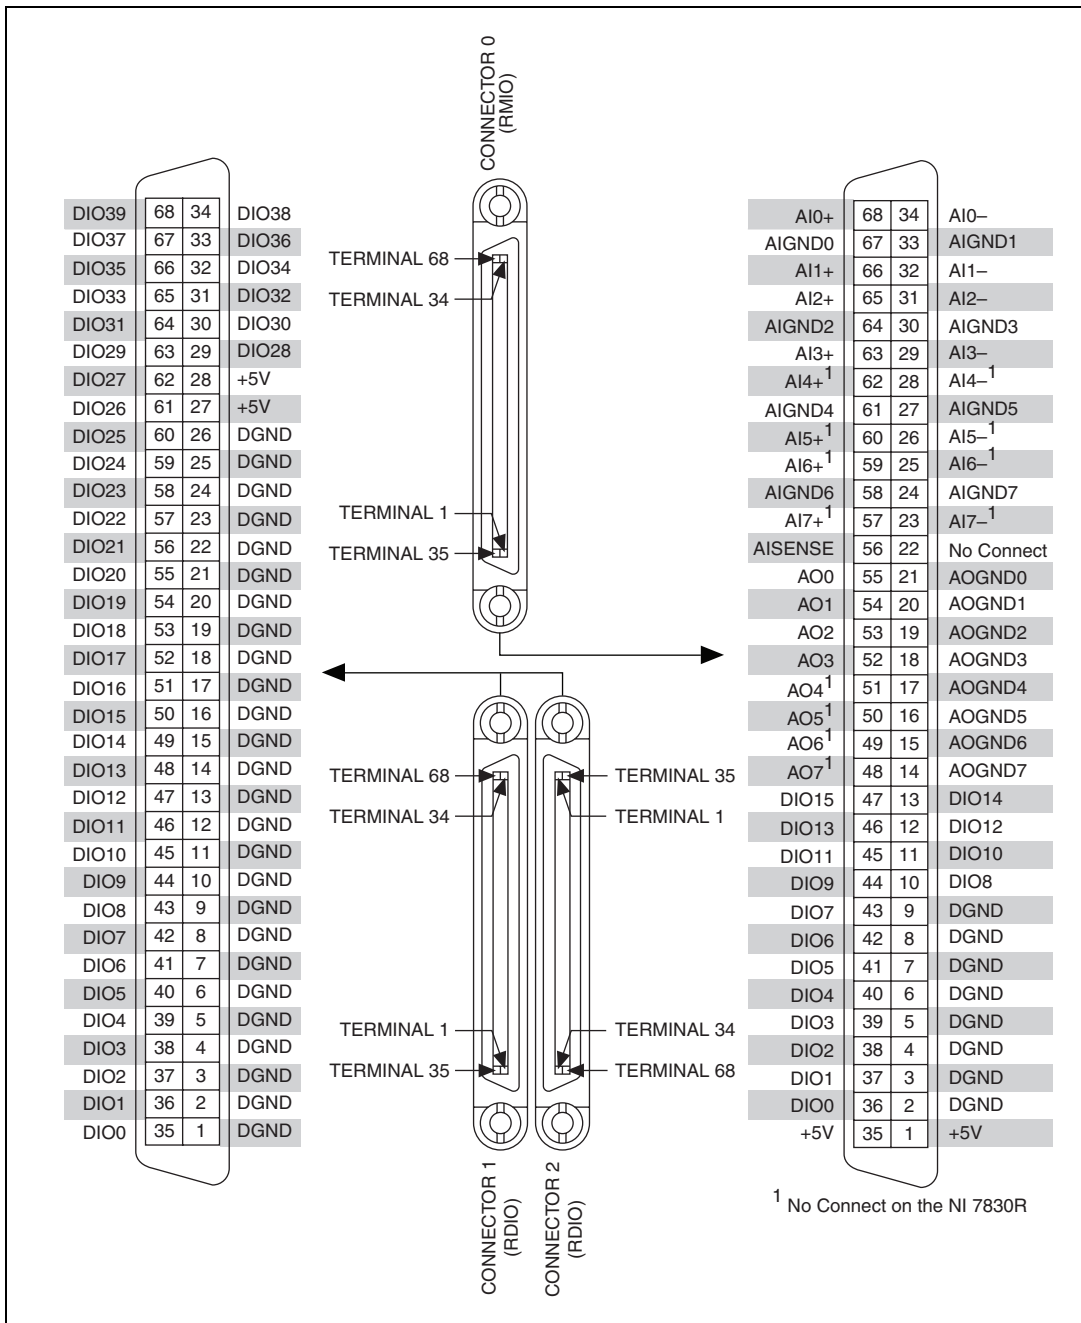 CONNECTOR 0
(RMIO)
DIO39 68 34 DIO38
DIO37 67 33 DIO36
DIO35 66 32 DIO34
DIO33 65 31 DIO32
DIO31 64 30 DIO30
DIO29 63 29 DIO28
DIO27 62 28 +5V
DIO26 61 27 +5V
DIO25 60 26 DGND
DIO24 59 25 DGND
DIO23 58 24 DGND
DIO22 57 23 DGND
DIO21 56 22 DGND
DIO20 55 21 DGND
DIO19 54 20 DGND
DIO18 53 19 DGND
DIO17 52 18 DGND
DIO16 51 17 DGND
DIO15 50 16 DGND
DIO14 49 15 DGND
DIO13 48 14 DGND
DIO12 47 13 DGND
DIO11 46 12 DGND
DIO10 45 11 DGND
DIO9 44 10 DGND
DIO8 43 9 DGND
DIO7 42 8 DGND
DIO6 41 7 DGND
DIO5 40 6 DGND
DIO4 39 5 DGND
DIO3 38 4 DGND
DIO2 37 3 DGND
DIO1 36 2 DGND
DIO0 35 1 DGND
TERMINAL 68
TERMINAL 34
TERMINAL 1
TERMINAL 35
TERMINAL 68
TERMINAL 34
TERMINAL 35
TERMINAL 1
TERMINAL 1
TERMINAL 35
TERMINAL 34
TERMINAL 68
CONNECTOR 1
(RDIO)
CONNECTOR 2
(RDIO)
AI0+ 68 34 AI0–
AIGND0 67 33 AIGND1
AI1+ 66 32 AI1–
AI2+ 65 31 AI2–
AIGND2 64 30 AIGND3
AI3+ 63 29 AI3–
AI4+1 62 28 AI4–1
AIGND4 61 27 AIGND5
AI5+1 60 26 AI5–1
AI6+1 59 25 AI6–1
AIGND6 58 24 AIGND7
AI7+1 57 23 AI7–1
AISENSE 56 22 No Connect
AO0 55 21 AOGND0
AO1 54 20 AOGND1
AO2 53 19 AOGND2
AO3 52 18 AOGND3
AO41 51 17 AOGND4
AO51 50 16 AOGND5
AO61 49 15 AOGND6
AO71 48 14 AOGND7
DIO15 47 13 DIO14
DIO13 46 12 DIO12
DIO11 45 11 DIO10
DIO9 44 10 DIO8
DIO7 43 9 DGND
DIO6 42 8 DGND
DIO5 41 7 DGND
DIO4 40 6 DGND
DIO3 39 5 DGND
DIO2 38 4 DGND
DIO1 37 3 DGND
DIO0 36 2 DGND
+5V 35 1 +5V
1 No Connect on the NI 7830R